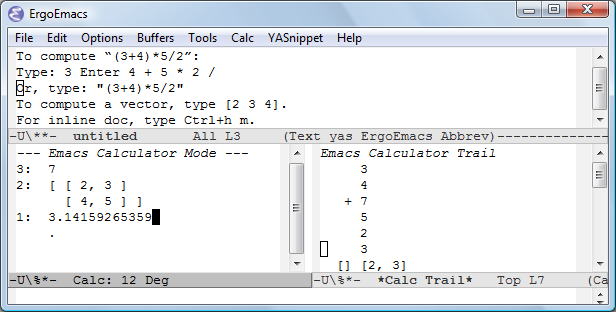 ErgoEmacs
File Edit Options Buffers Tools Calc YASnippet Help
To compute “(3+4)*5/2”:
Type: 3 Enter 4 + 5 * 2 /
Or, type: "(3+4)*5/2"
To compute a vector, type [2 3 4].
For inline doc, type Ctrl+h m.
-U\**-  untitled       All L3     (Text yas ErgoEmacs Abbrev)---------------
--- Emacs Calculator Mode ---
3:  7
2:  [ [ 2, 3 ]
      [ 4, 5 ] ]
1:  3.14159265359
    .
-U\%*-  Calc: 12 Deg
Emacs Calculator Trail
      3
      4
    + 7
      5
      2
      3
  [] [2, 3]
-U\%*-  *Calc Trail*   Top L7     (Ca